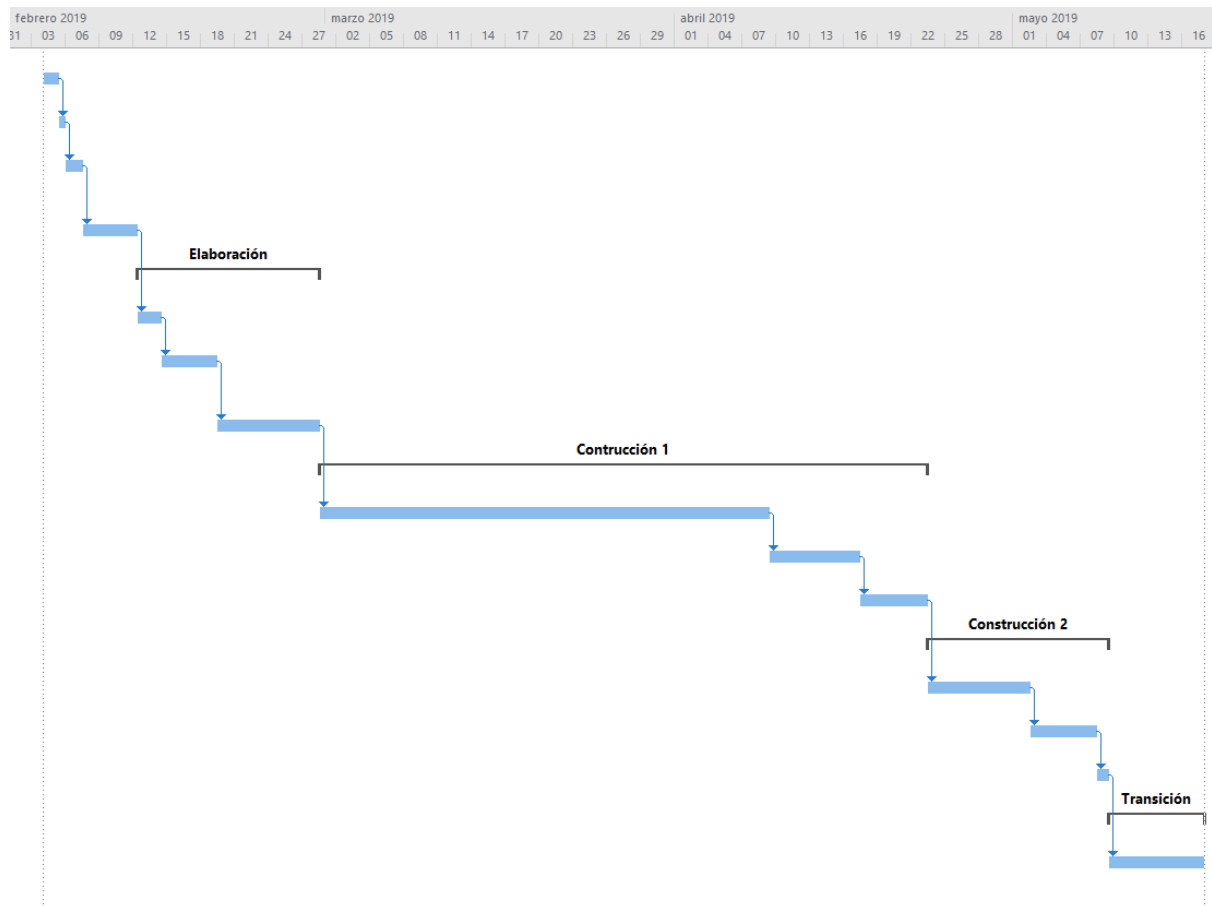 febrero 2019 marzo 2019 abril 2019 mayo 2019
31 03 06 09 12 15 18 21 24 27 02 05 08 11 14 17 20 23 26 29 01 04 07 10 13 16 19 22 25 28 01 04 07 10 13 16
Elaboración
Contrucción 1
Construcción 2
Transición